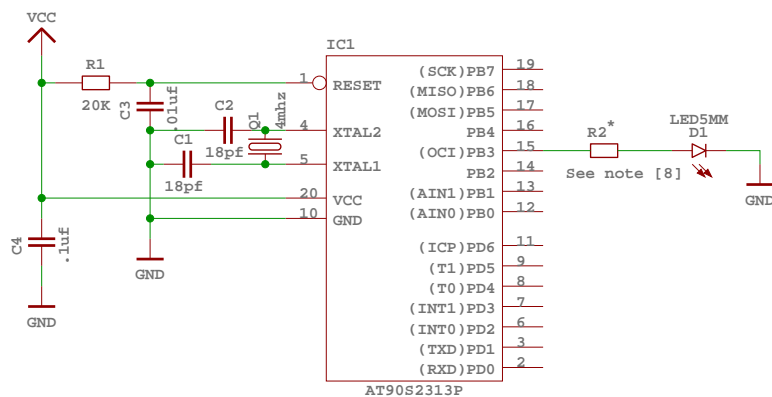 VCC
IC1
R1
20K
C3
.01uf
C2
18pf
C1
18pf
Q1
4mhz
1
RESET
4
XTAL2
5
XTAL1
20
VCC
10
GND
(SCK)PB7
19
(MISO)PB6
18
(MOSI)PB5
17
PB4
16
(OCI)PB3
15
PB2
14
(AIN1)PB1
13
(AIN0)PB0
12
(ICP)PD6
11
(T1)PD5
9
(T0)PD4
8
(INT1)PD3
7
(INT0)PD2
6
(TXD)PD1
3
(RXD)PD0
2
R2*
See note [8]
LED5MM
D1
GND
C4
.1uf
GND
GND
AT90S2313P